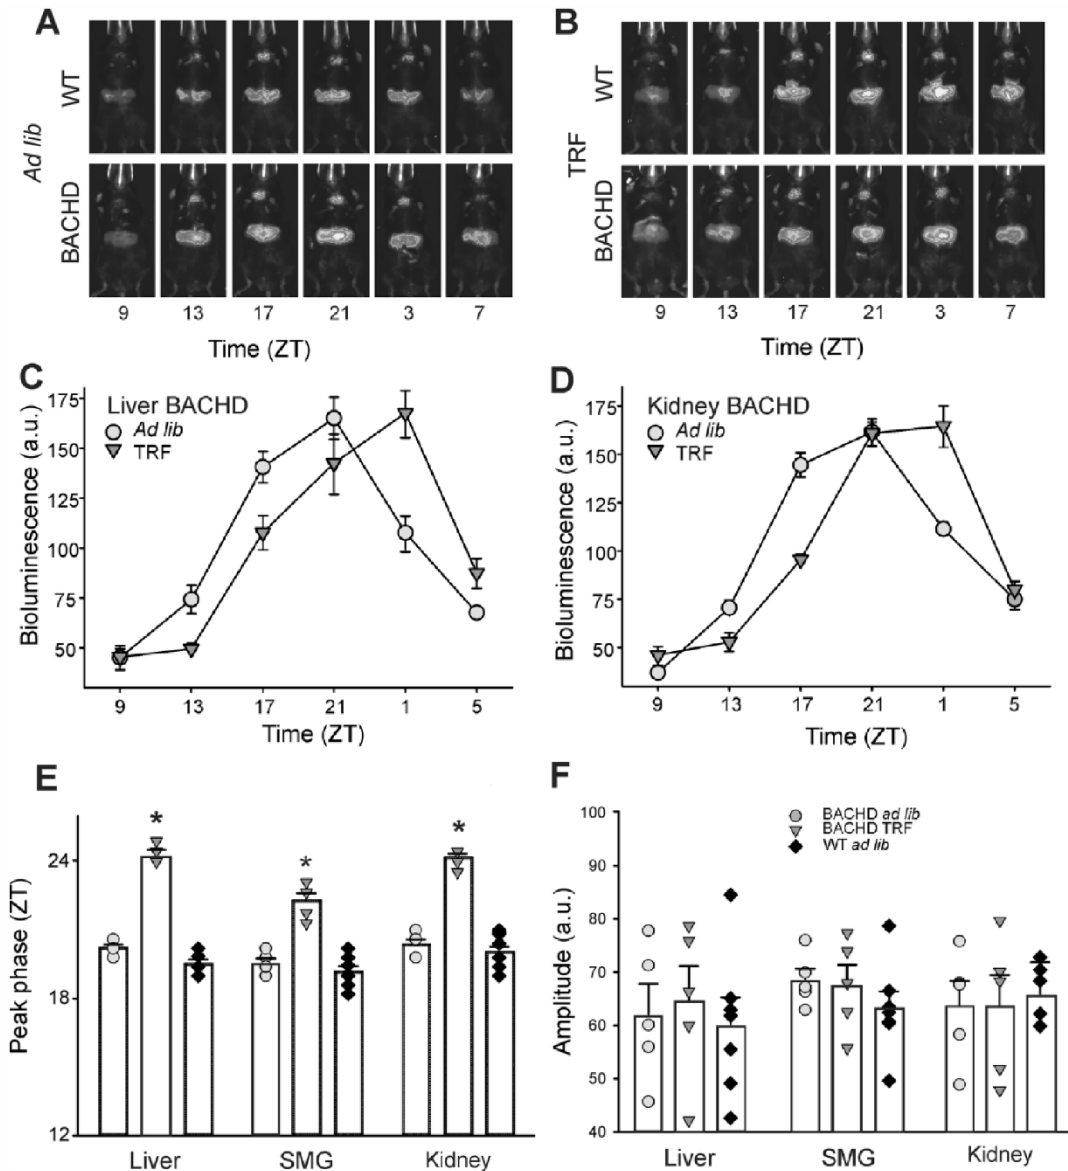 A
B
WT
Ad lib
BACHD
9 13 17 21 3 7
Time (ZT)
WT
TRF
BACHD
9 13 17 21 3 7
Time (ZT)
C
Liver BACHD
Ad lib
TRF
Bioluminescence (a.u.)
175
150
125
100
75
50
9 13 17 21 1 5
Time (ZT)
D
Kidney BACHD
Ad lib
TRF
Bioluminescence (a.u.)
175
150
125
100
75
50
9 13 17 21 1 5
Time (ZT)
E
Peak phase (ZT)
24
18
12
* * *
Liver SMG Kidney
F
BACHD ad lib
BACHD TRF
WT ad lib
Amplitude (a.u.)
100
90
80
70
60
50
40
Liver SMG Kidney